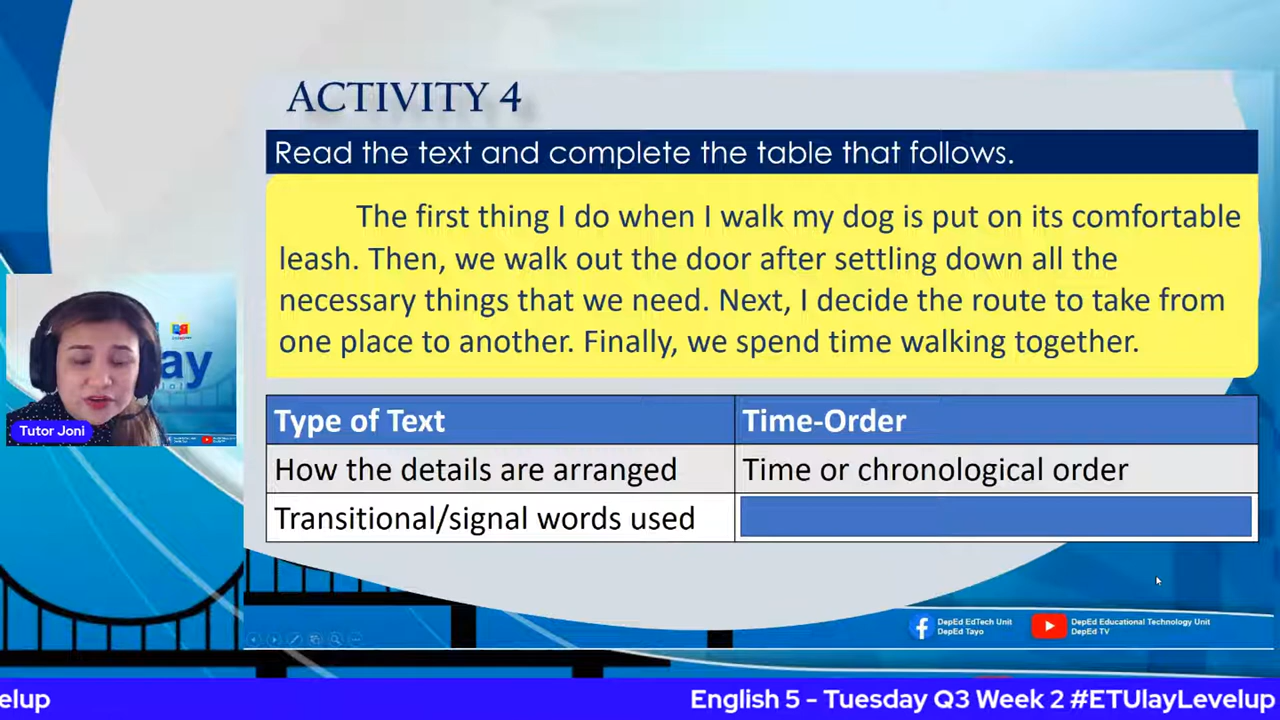 ACTIVITY 4
Read the text and complete the table that follows.
The first thing I do when I walk my dog is put on its comfortable
leash. Then, we walk out the door after settling down all the
necessary things that we need. Next, I decide the route to take from
one place to another. Finally, we spend time walking together.
Type of Text
Time-Order
How the details are arranged
Time or chronological order
Transitional/signal words used
ay
Tutor Joni
DepEd EdTech Unit
DepEd Tayo
DepEd Educational Technology Unit
DepEd TV
elup
English 5 - Tuesday Q3 Week 2 #ETUlayLevelup